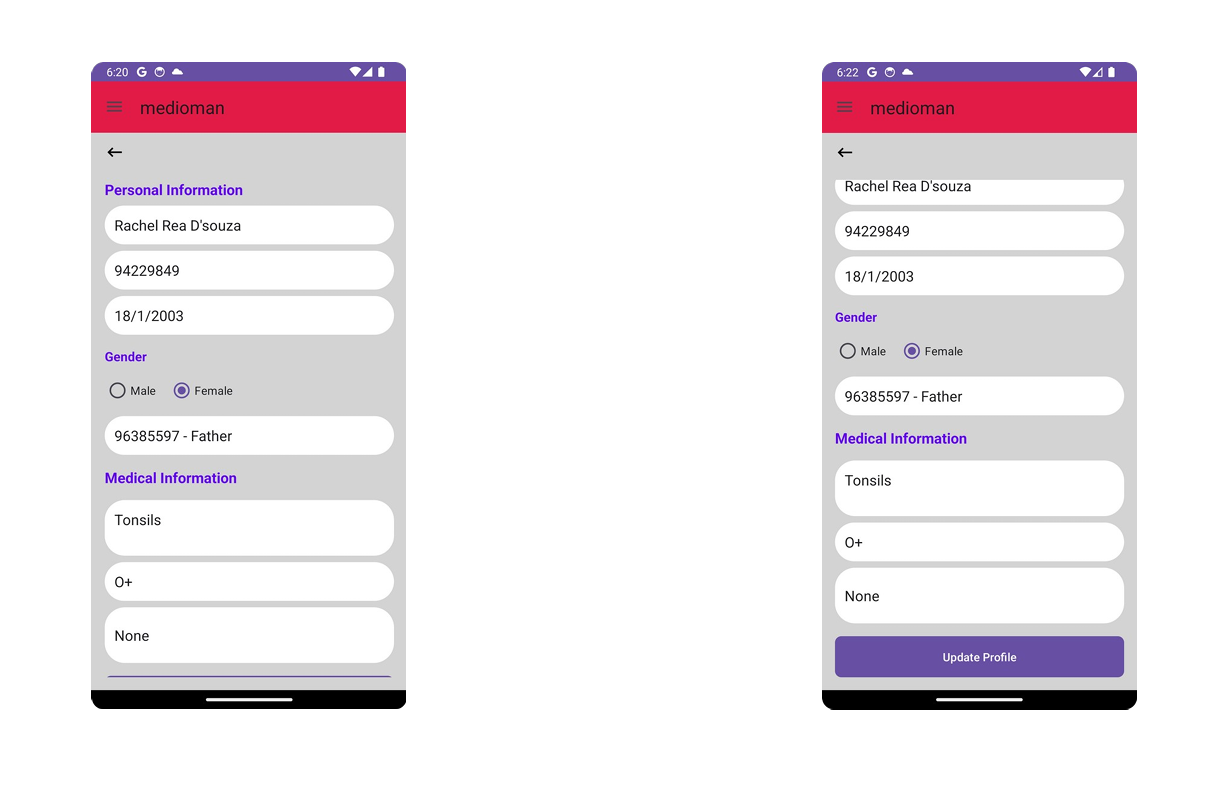 6:20
medioman
Personal Information
Rachel Rea D'souza
94229849
18/1/2003
Gender
Male Female
96385597 - Father
Medical Information
Tonsils
O+
None
6:22
medioman
Rachel Rea D'souza
94229849
18/1/2003
Gender
Male Female
96385597 - Father
Medical Information
Tonsils
O+
None
Update Profile